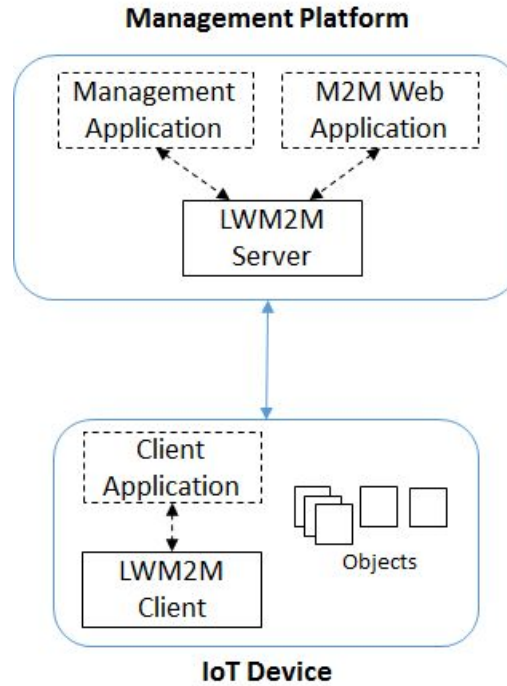 Management Platform
Management
Application
M2M Web
Application
LWM2M
Server
Client
Application
LWM2M
Client
Objects
IoT Device